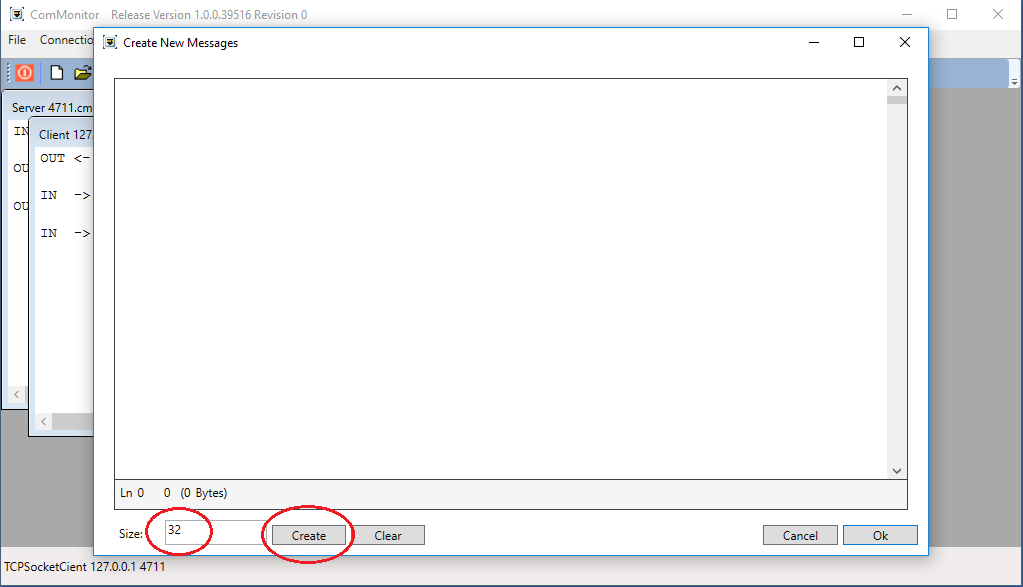 ComMonitor Release Version 1.0.0.39516 Revision 0
File Connectio
Create New Messages
Server 4711.cm
IN
OU
OU
Client 127
OUT <-
IN ->
IN ->
Ln 0 0 (0 Bytes)
Size: 32 Create Clear Cancel Ok
TCPSocketCient 127.0.0.1 4711